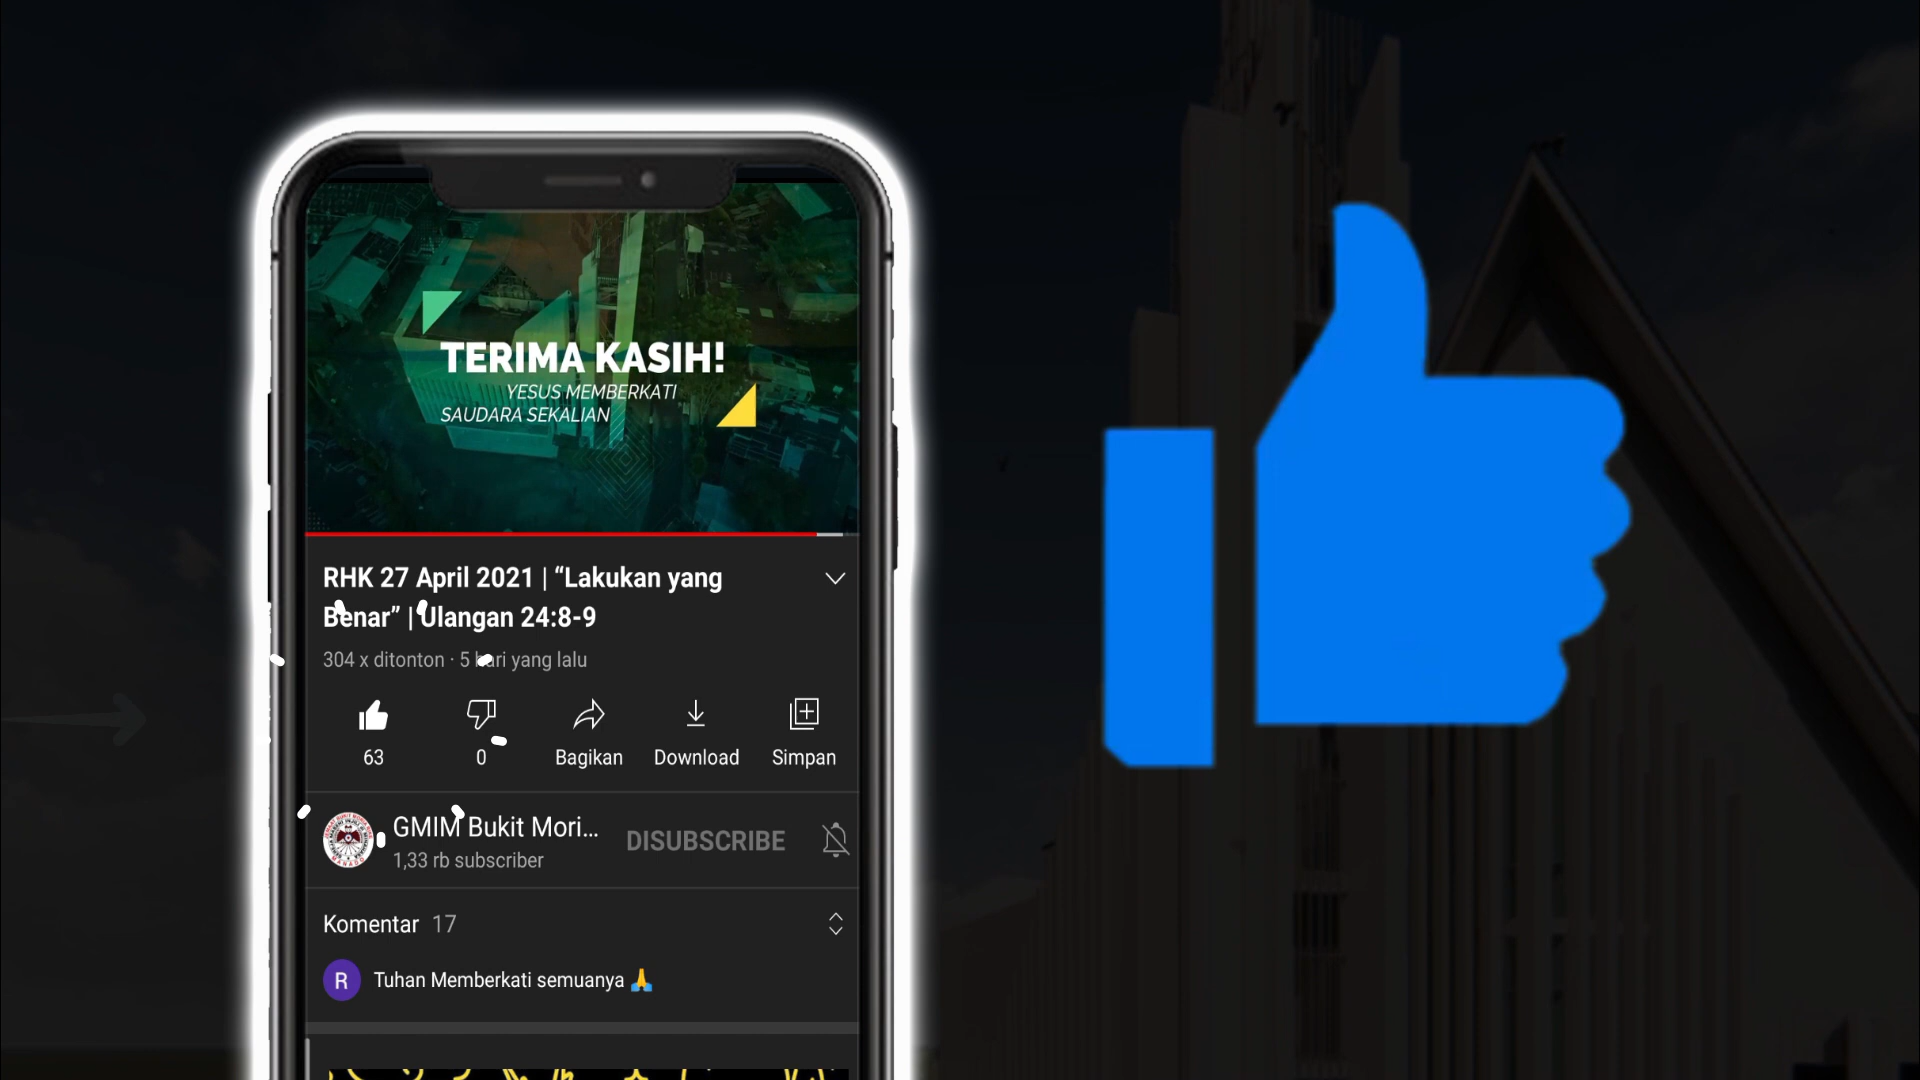 TERIMA KASIH!
YESUS MEMBERKATI
SAUDARA SEKALIAN
RHK 27 April 2021 | “Lakukan yang
Benar” | Ulangan 24:8-9
304 x ditonton · 5 hari yang lalu
63
0
Bagikan
Download
Simpan
GMIM Bukit Mori...
DISUBSCRIBE
1,33 rb subscriber
Komentar 17
R
Tuhan Memberkati semuanya 🙏